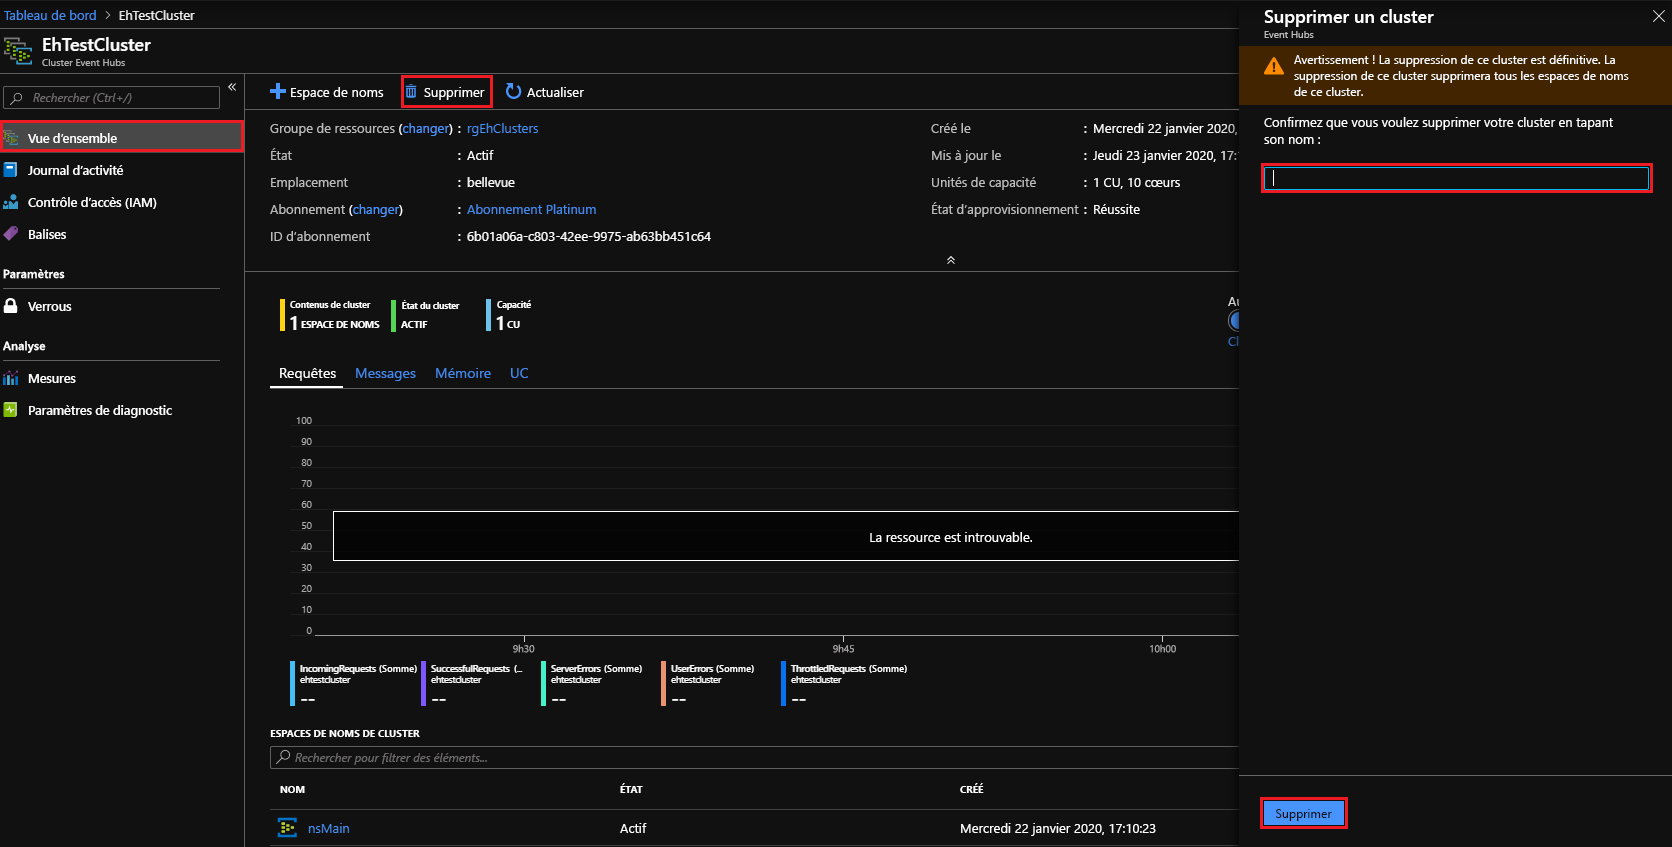 Tableau de bord > EhTestCluster
EhTestCluster
Cluster Event Hubs
Rechercher (Ctrl+/)
«
Vue d'ensemble
Journal d'activité
Contrôle d'accès (IAM)
Balises
Paramètres
Verrous
Analyse
Mesures
Paramètres de diagnostic
Espace de noms
Supprimer
Actualiser
Groupe de ressources (changer) : rgEhClusters
État : Actif
Emplacement : bellevue
Abonnement (changer) : Abonnement Platinum
ID d'abonnement : 6b01a06a-c803-42ee-9975-ab63bb451c64
Créé le : Mercredi 22 janvier 2020,
Mis à jour le : Jeudi 23 janvier 2020, 17:
Unités de capacité : 1 CU, 10 cœurs
État d'approvisionnement : Réussite
Contenus de cluster
1 ESPACE DE NOMS
État du cluster
ACTIF
Capacité
1 CU
Au
Cl
Requêtes Messages Mémoire UC
100
90
80
70
60
50
40
30
20
10
0
La ressource est introuvable.
9h30 9h45 10h00
IncomingRequests (Somme)
ehtestcluster
--
SuccessfulRequests (...
ehtestcluster
--
ServerErrors (Somme)
ehtestcluster
--
UserErrors (Somme)
ehtestcluster
--
ThrottledRequests (Somme)
ehtestcluster
--
ESPACES DE NOMS DE CLUSTER
Rechercher pour filtrer des éléments...
NOM ÉTAT CRÉÉ
nsMain Actif Mercredi 22 janvier 2020, 17:10:23
Supprimer un cluster
Event Hubs
Avertissement ! La suppression de ce cluster est définitive. La
suppression de ce cluster supprimera tous les espaces de noms
de ce cluster.
Confirmez que vous voulez supprimer votre cluster en tapant
son nom :
Supprimer